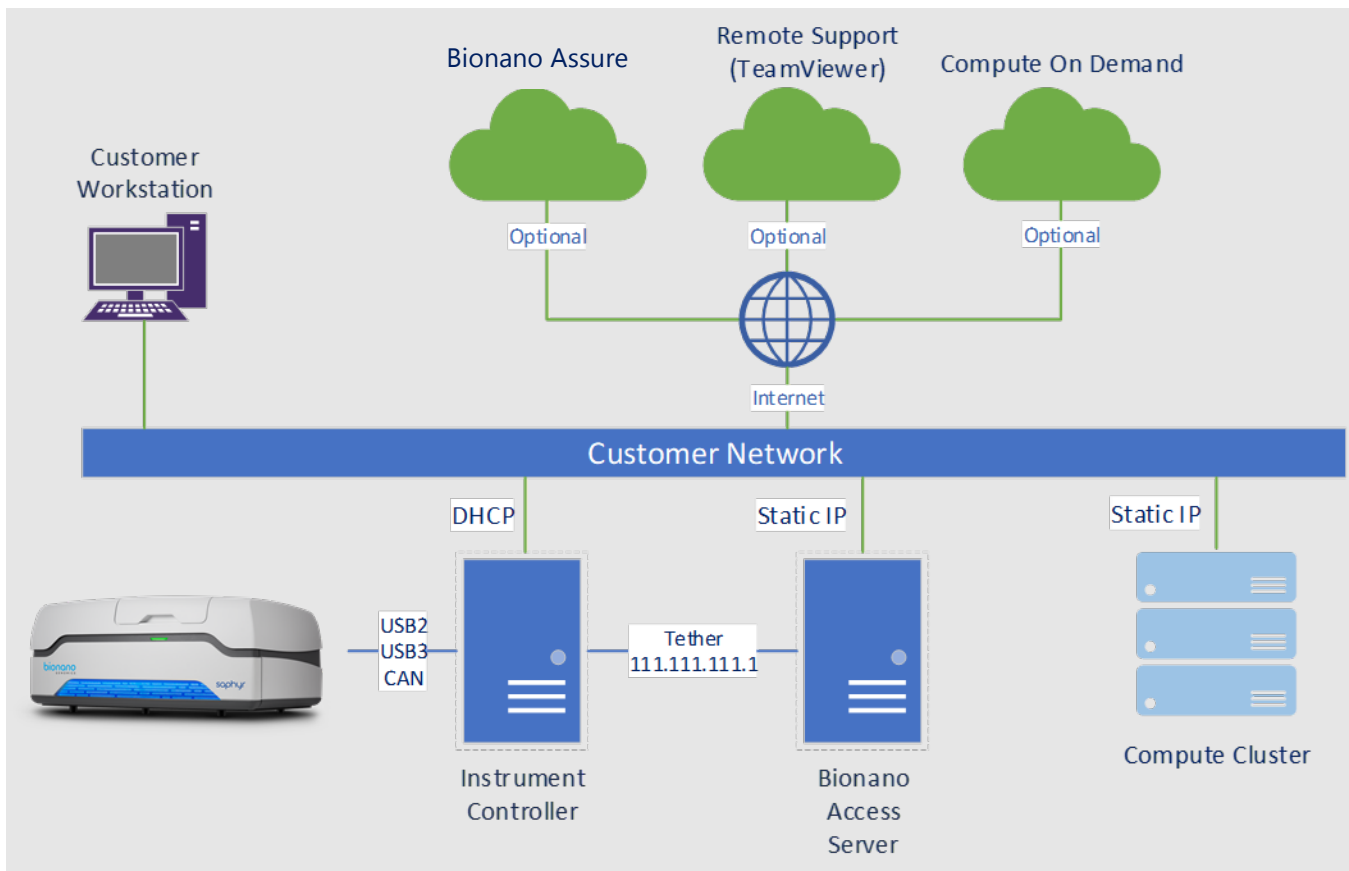 Bionano Assure
Remote Support
(TeamViewer)
Compute On Demand
Customer
Workstation
Optional
Optional
Optional
Internet
Customer Network
DHCP
Static IP
Static IP
USB2
USB3
CAN
Tether
111.111.111.1
bionano
saphyr
Instrument
Controller
Bionano
Access
Server
Compute Cluster